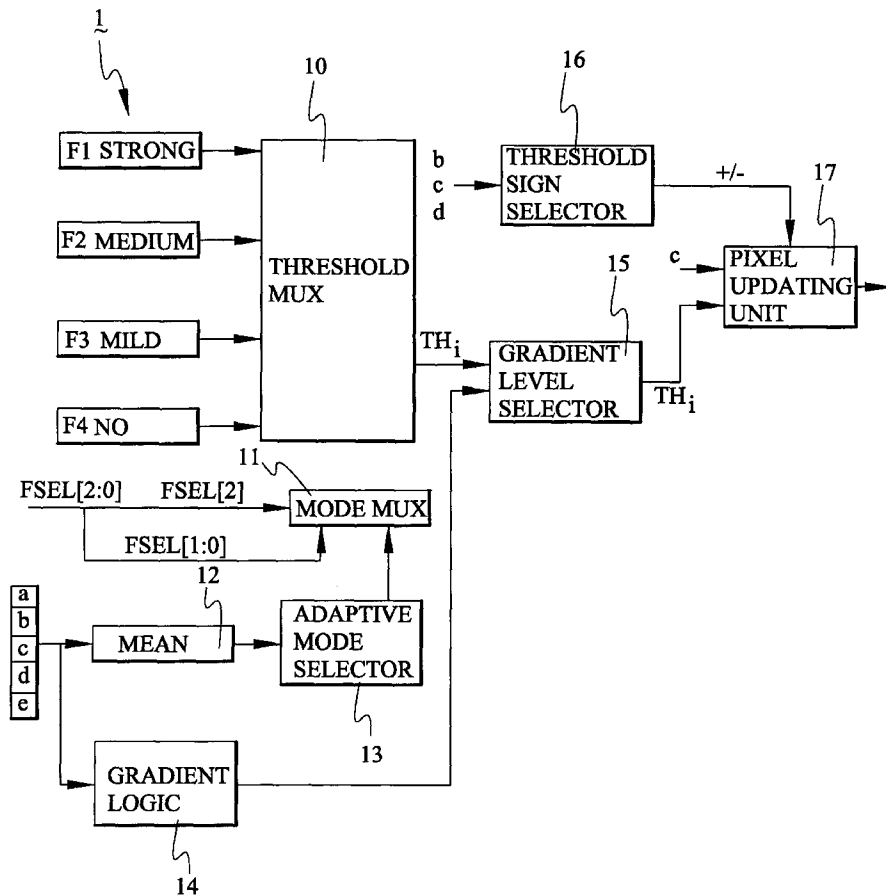 1
10
16
F1 STRONG
b
c
d
THRESHOLD
SIGN
SELECTOR
+/-
17
F2 MEDIUM
THRESHOLD
MUX
c
PIXEL
UPDATING
UNIT
15
F3 MILD
TH i
GRADIENT
LEVEL
SELECTOR
TH i
F4 NO
11
FSEL[2:0]
FSEL[2]
MODE MUX
FSEL[1:0]
12
a
b
c
d
e
MEAN
ADAPTIVE
MODE
SELECTOR
13
GRADIENT
LOGIC
14